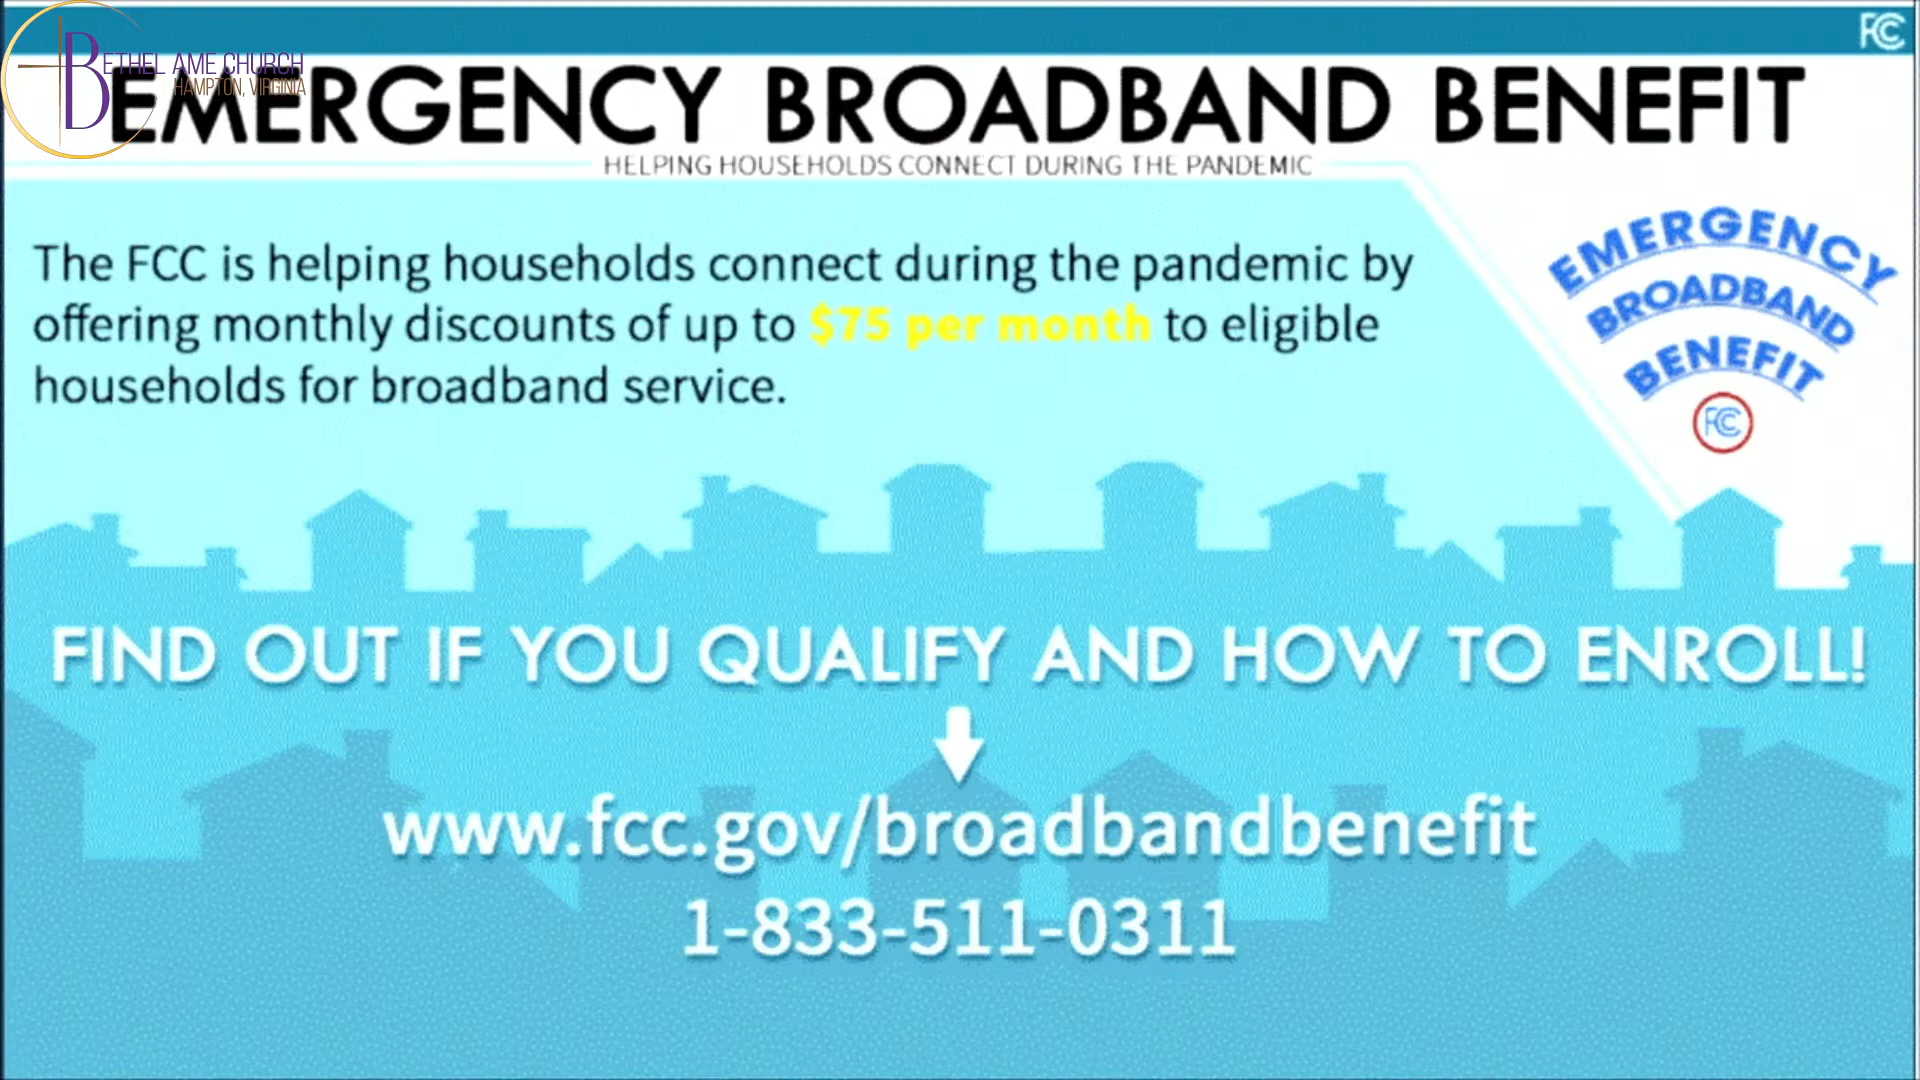 FCC
BETHEL AME CHURCH
HAMPTON, VIRGINIA
EMERGENCY BROADBAND BENEFIT
HELPING HOUSEHOLDS CONNECT DURING THE PANDEMIC
The FCC is helping households connect during the pandemic by
offering monthly discounts of up to $75 per month to eligible
households for broadband service.
EMERGENCY
BROADBAND
BENEFIT
FCC
FIND OUT IF YOU QUALIFY AND HOW TO ENROLL!
www.fcc.gov/broadbandbenefit
1-833-511-0311